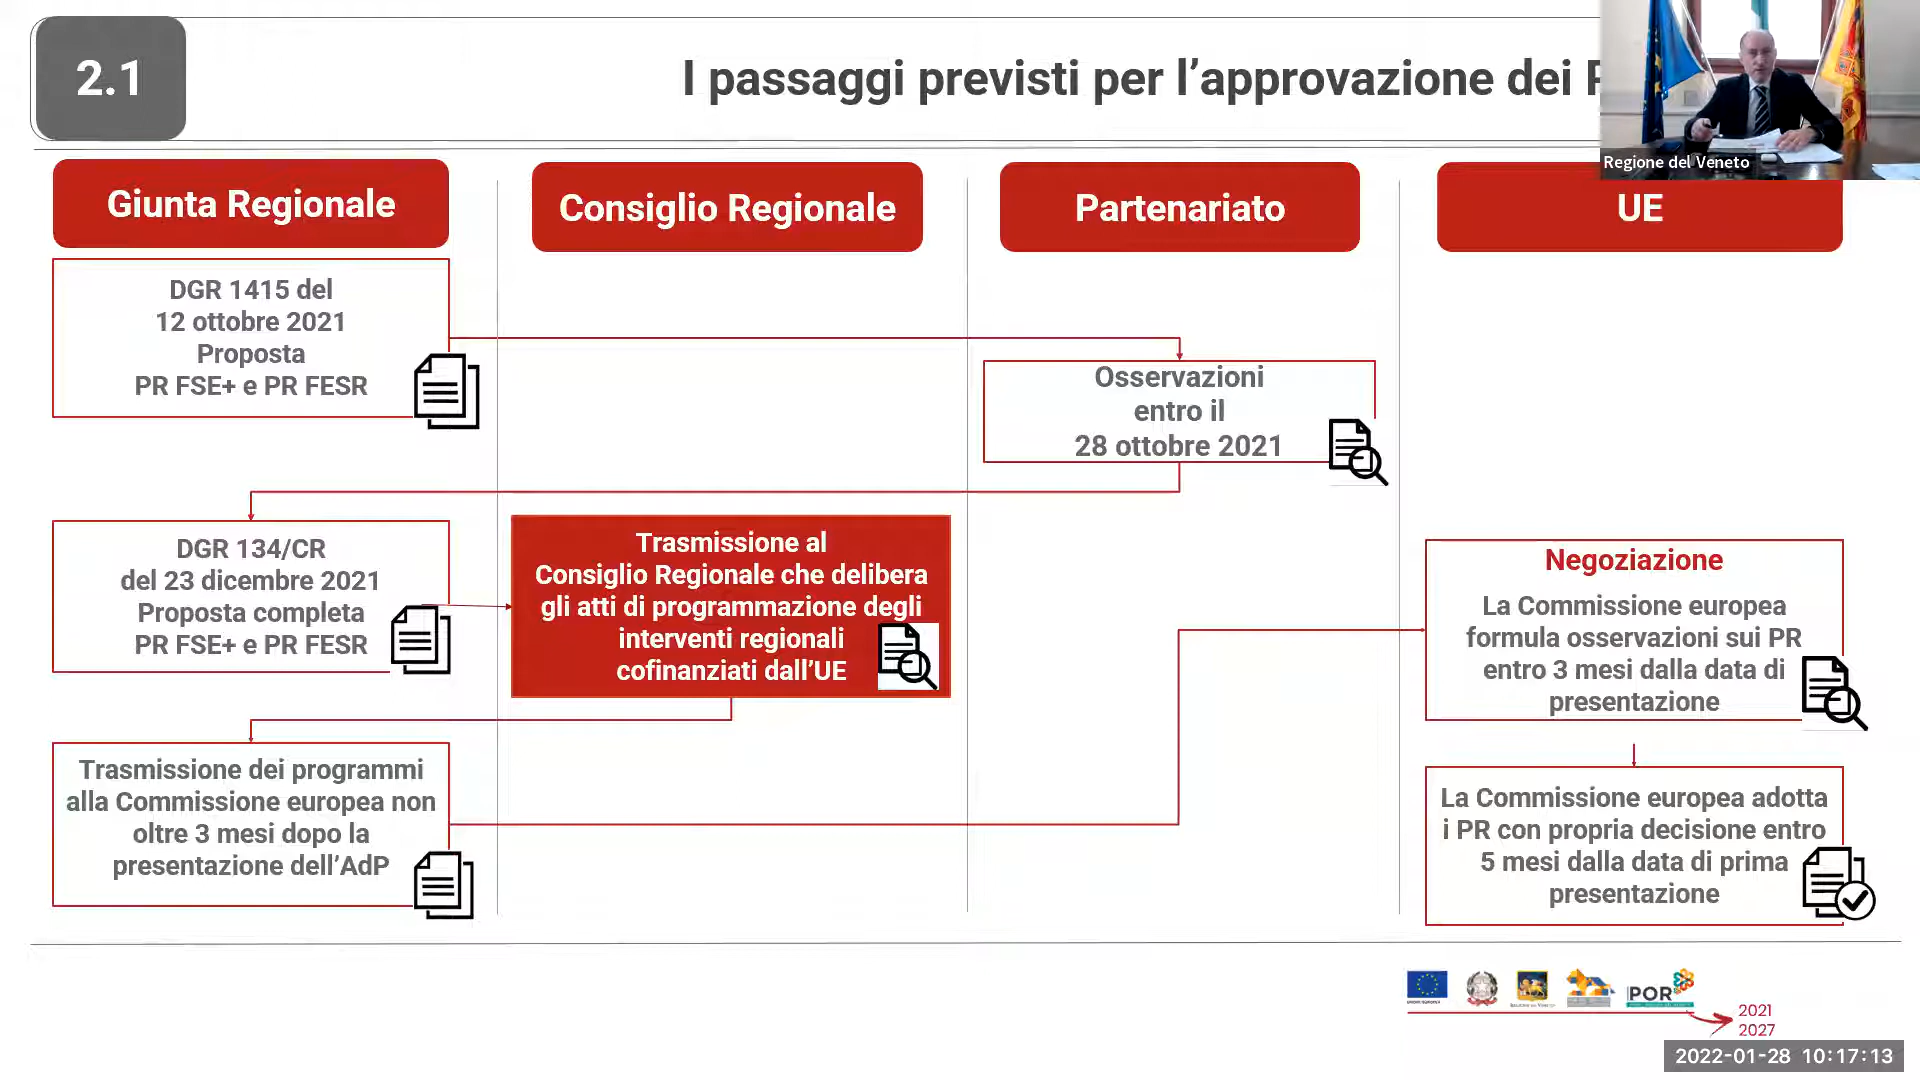 2.1
I passaggi previsti per l’approvazione dei
Regione del Veneto
Giunta Regionale
Consiglio Regionale
Partenariato
UE
DGR 1415 del
12 ottobre 2021
Proposta
PR FSE+ e PR FESR
Osservazioni
entro il
28 ottobre 2021
DGR 134/CR
del 23 dicembre 2021
Proposta completa
PR FSE+ e PR FESR
Trasmissione al
Consiglio Regionale che delibera
gli atti di programmazione degli
interventi regionali
cofinanziati dall’UE
Negoziazione
La Commissione europea
formula osservazioni sui PR
entro 3 mesi dalla data di
presentazione
Trasmissione dei programmi
alla Commissione europea non
oltre 3 mesi dopo la
presentazione dell’AdP
La Commissione europea adotta
i PR con propria decisione entro
5 mesi dalla data di prima
presentazione
POR
2021
2027
2022-01-28 10:17:13